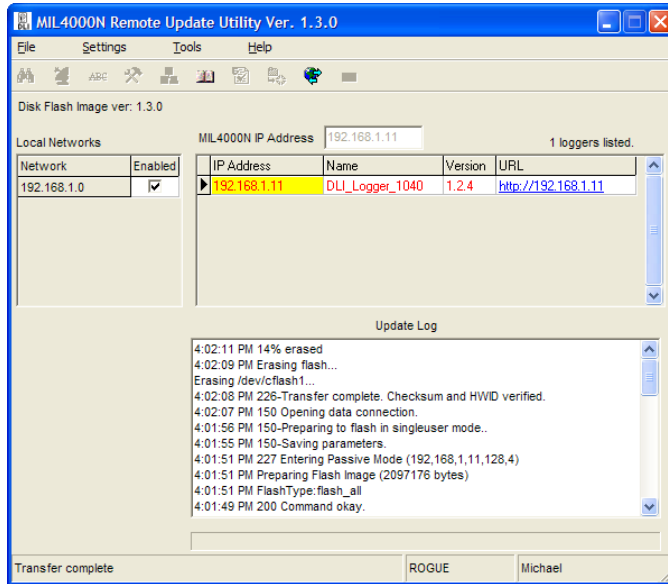 MIL4000N Remote Update Utility Ver. 1.3.0
File Settings Tools Help
ABC
Disk Flash Image ver: 1.3.0
Local Networks
MIL4000N IP Address 192.168.1.11 1 loggers listed.
Network Enabled
192.168.1.0
IP Address Name Version URL
192.168.1.11 DLI_Logger_1040 1.2.4 http://192.168.1.11
Update Log
4:02:11 PM 14% erased
4:02:09 PM Erasing flash...
Erasing /dev/cflash1...
4:02:08 PM 226-Transfer complete. Checksum and HWID verified.
4:02:07 PM 150 Opening data connection.
4:01:56 PM 150-Preparing to flash in singleuser mode..
4:01:55 PM 150-Saving parameters.
4:01:51 PM 227 Entering Passive Mode (192,168,1,11,128,4)
4:01:51 PM Preparing Flash Image (2097176 bytes)
4:01:51 PM FlashType:flash_all
4:01:49 PM 200 Command okay.
Transfer complete ROGUE Michael